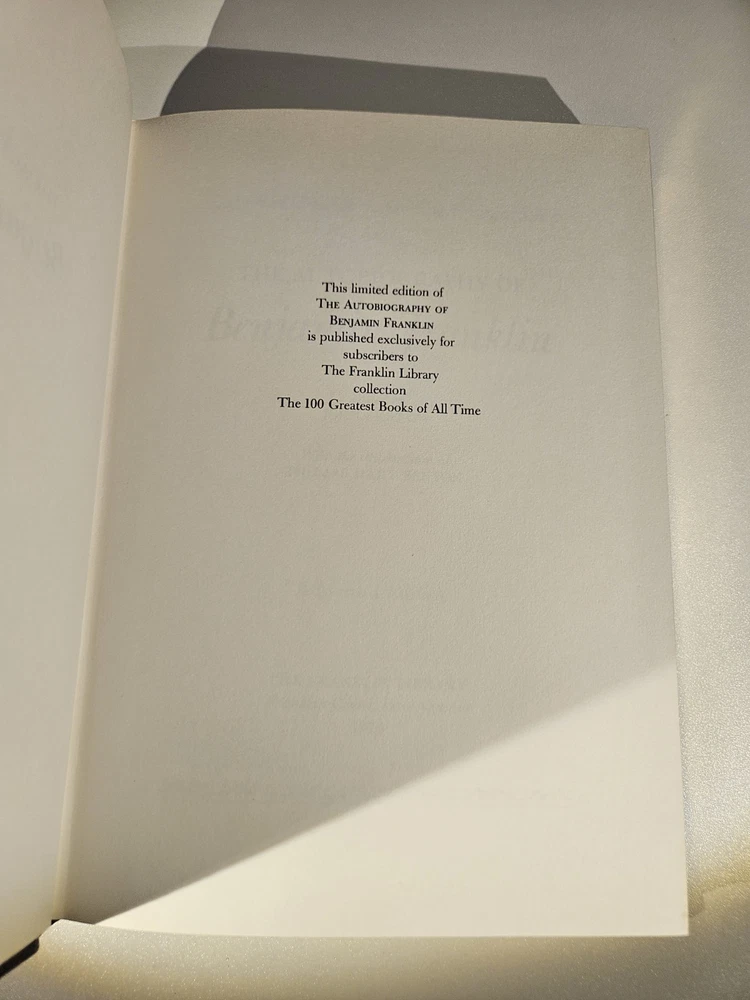 This limited edition of
THE AUTOBIOGRAPHY OF
BENJAMIN FRANKLIN
is published exclusively for
subscribers to
The Franklin Library
collection
The 100 Greatest Books of All Time